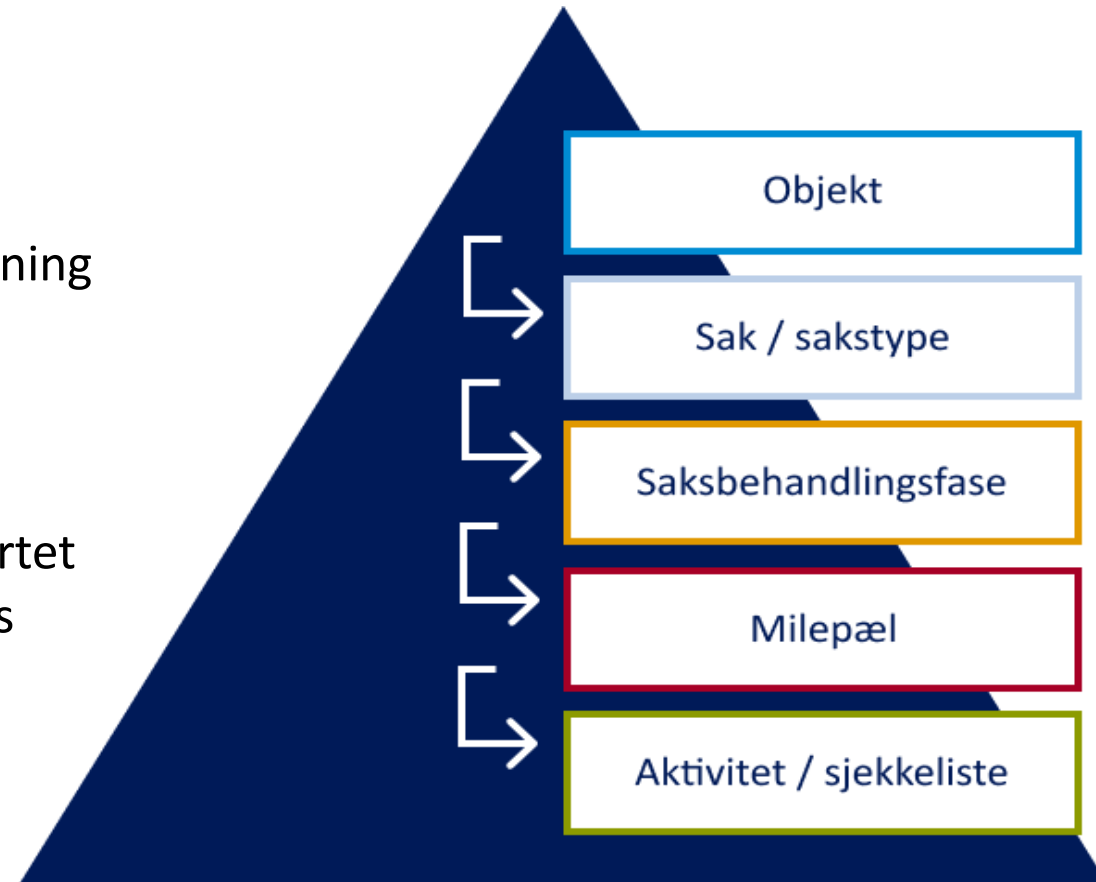 ning
rtet
s
Objekt
Sak / sakstype
Saksbehandlingsfase
Milepæl
Aktivitet / sjekkeliste